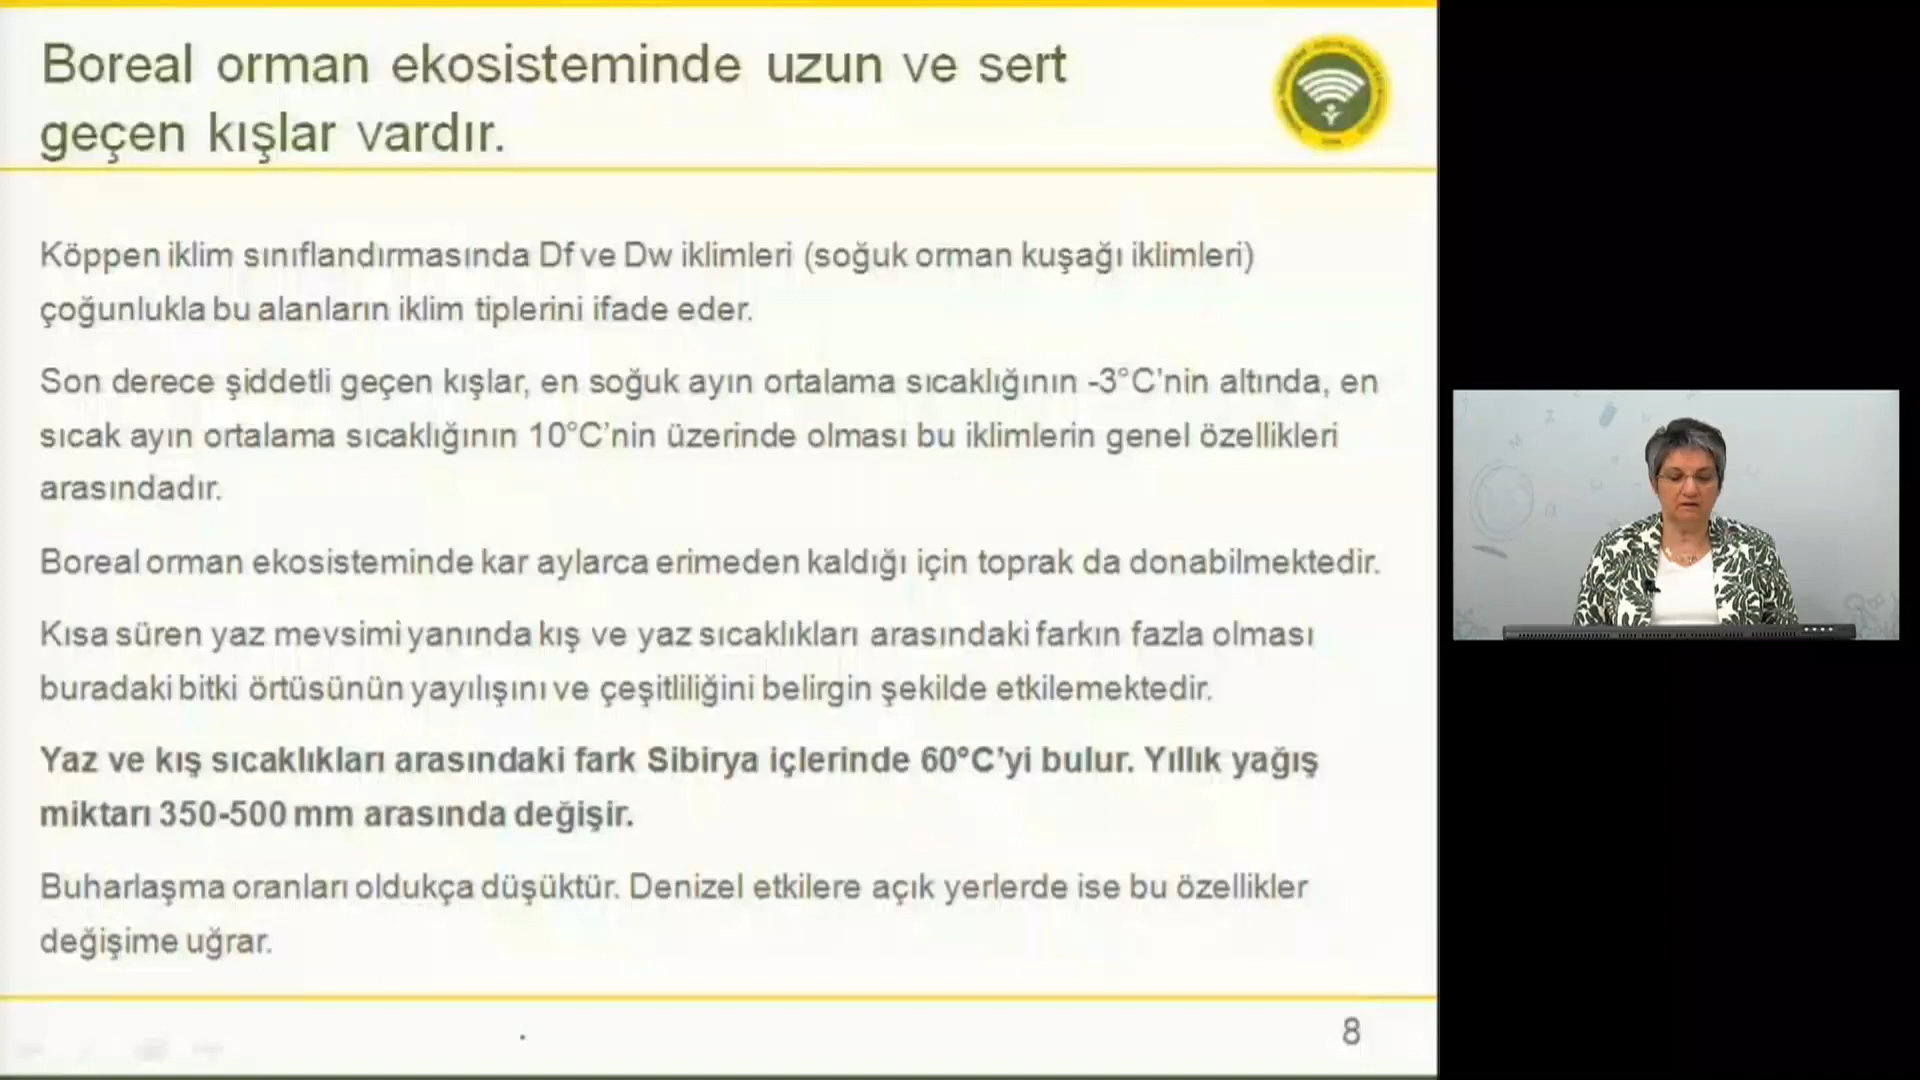 Boreal orman ekosisteminde uzun ve sert
geçen kışlar vardır.
Köppen iklim sınıflandırmasında Df ve Dw iklimleri (soğuk orman kuşağı iklimleri)
çoğunlukla bu alanların iklim tiplerini ifade eder.
Son derece şiddetli geçen kışlar, en soğuk ayın ortalama sıcaklığının -3°C'nin altında, en
sıcak ayın ortalama sıcaklığının 10°C'nin üzerinde olması bu iklimlerin genel özellikleri
arasındadır.
Boreal orman ekosisteminde kar aylarca erimeden kaldığı için toprak da donabilmektedir.
Kısa süren yaz mevsimi yanında kış ve yaz sıcaklıkları arasındaki farkın fazla olması
buradaki bitki örtüsünün yayılışını ve çeşitliliğini belirgin şekilde etkilemektedir.
Yaz ve kış sıcaklıkları arasındaki fark Sibirya içlerinde 60°C'yi bulur. Yıllık yağış
miktarı 350-500 mm arasında değişir.
Buharlaşma oranları oldukça düşüktür. Denizel etkilere açık yerlerde ise bu özellikler
değişime uğrar.
8